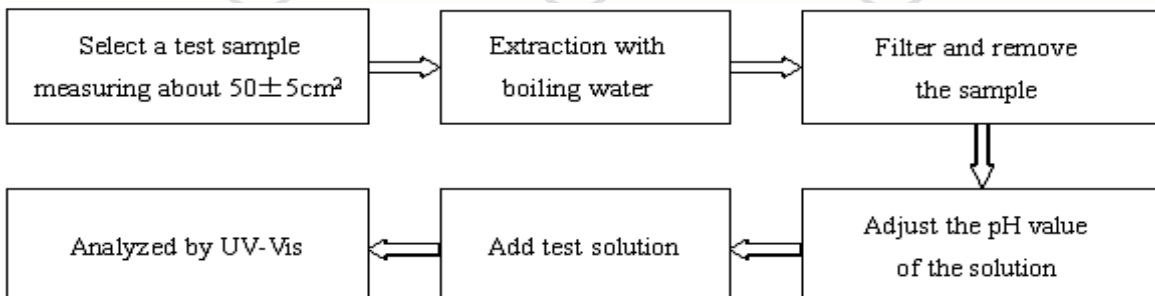 Select a test sample
measuring about 50±5cm²
Extraction with
boiling water
Filter and remove
the sample
Adjust the pH value
of the solution
Add test solution
Analyzed by UV-Vis